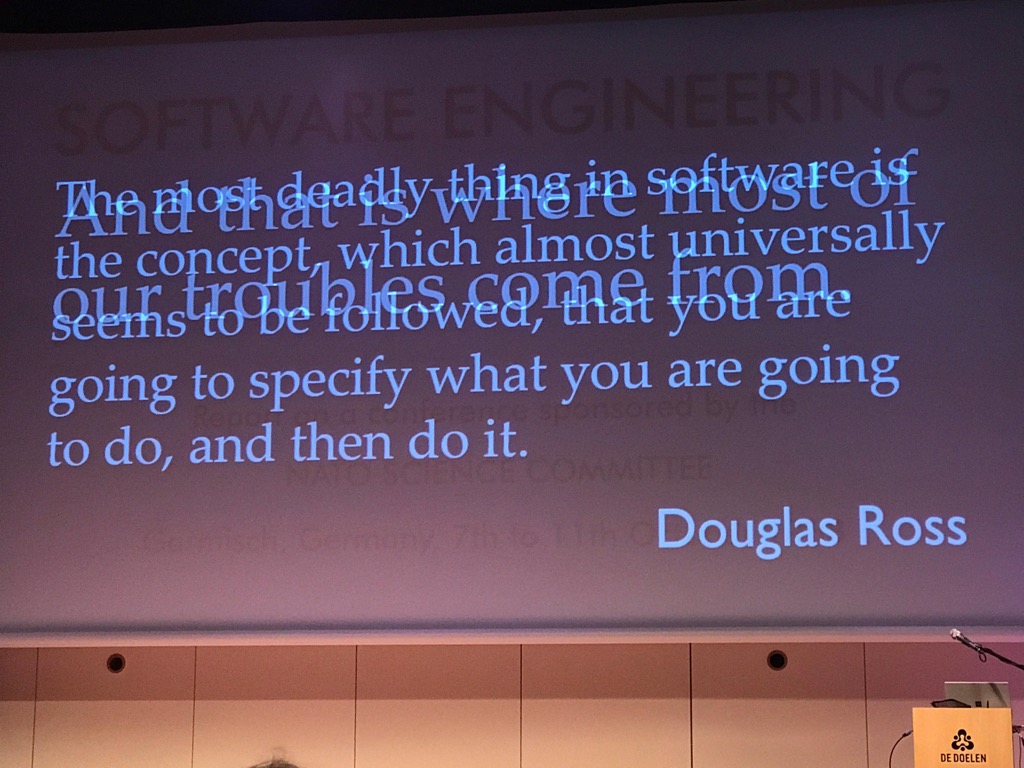 SOFTWARE ENGINEERING
The most deadly thing in software is
the concept, which almost universally
seems to be followed, that you are
going to specify what you are going
to do, and then do it.
And that is where most of
our troubles come from.
Douglas Ross
Report on a conference sponsored by the
NATO SCIENCE COMMITTEE
Garmisch, Germany, 7th to 11th
DE DOELEN